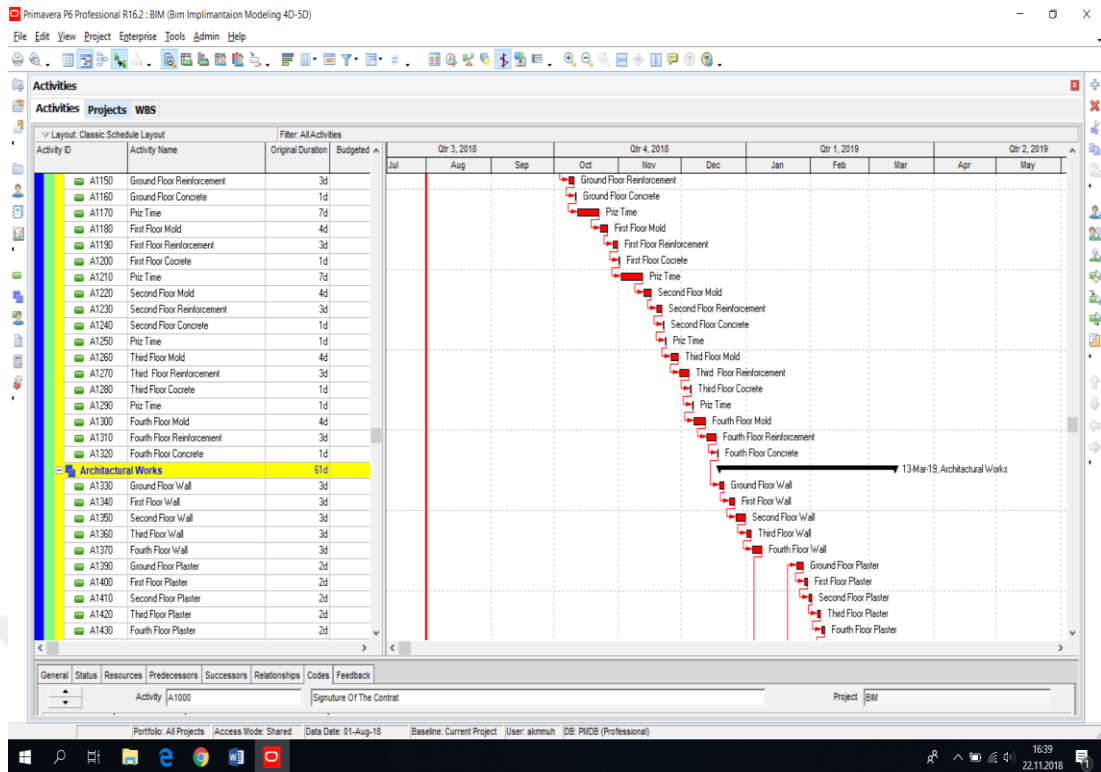 Primavera P6 Professional R16.2 : BIM (Bım Implimantaion Modeling 4D-5D)
File Edit View Project Enterprise Tools Admin Help
Activities
Activities Projects WBS
Layout: Classic Schedule Layout Filter: All Activities
Activity ID Activity Name Original Duration Budgeted
Qtr 3, 2018 Qtr 4, 2018 Qtr 1, 2019 Qtr 2, 2019
Jul Aug Sep Oct Nov Dec Jan Feb Mar Apr May
A1150 Ground Floor Reinforcement 3d Ground Floor Reinforcement
A1160 Ground Floor Concrete 1d Ground Floor Concrete
A1170 Priz Time 7d Priz Time
A1180 First Floor Mold 4d First Floor Mold
A1190 First Floor Reinforcement 3d First Floor Reinforcement
A1200 First Floor Cocrete 1d First Floor Cocrete
A1210 Priz Time 7d Priz Time
A1220 Second Floor Mold 4d Second Floor Mold
A1230 Second Floor Reinforcement 3d Second Floor Reinforcement
A1240 Second Floor Concrete 1d Second Floor Concrete
A1250 Priz Time 1d Priz Time
A1260 Third Floor Mold 4d Third Floor Mold
A1270 Third Floor Reinforcement 3d Third Floor Reinforcement
A1280 Third Floor Cocrete 1d Third Floor Cocrete
A1290 Priz Time 1d Priz Time
A1300 Fourth Floor Mold 4d Fourth Floor Mold
A1310 Fourth Floor Reinforcement 3d Fourth Floor Reinforcement
A1320 Fourth Floor Concrete 1d Fourth Floor Concrete
Architactural Works 61d 13-Mar-19, Architactural Works
A1330 Ground Floor Wall 3d Ground Floor Wall
A1340 First Floor Wall 3d First Floor Wall
A1350 Second Floor Wall 3d Second Floor Wall
A1360 Third Floor Wall 3d Third Floor Wall
A1370 Fourth Floor Wall 3d Fourth Floor Wall
A1390 Ground Floor Plaster 2d Ground Floor Plaster
A1400 First Floor Plaster 2d First Floor Plaster
A1410 Second Floor Plaster 2d Second Floor Plaster
A1420 Third Floor Plaster 2d Third Floor Plaster
A1430 Fourth Floor Plaster 2d Fourth Floor Plaster
General Status Resources Predecessors Successors Relationships Codes Feedback
Activity A1000 Signuture Of The Contrat Project BIM
Portfolio: All Projects Access Mode: Shared Data Date: 01-Aug-18 Baseline: Current Project User: akmmuh DB: PMDB (Professional)
16:39
22.11.2018